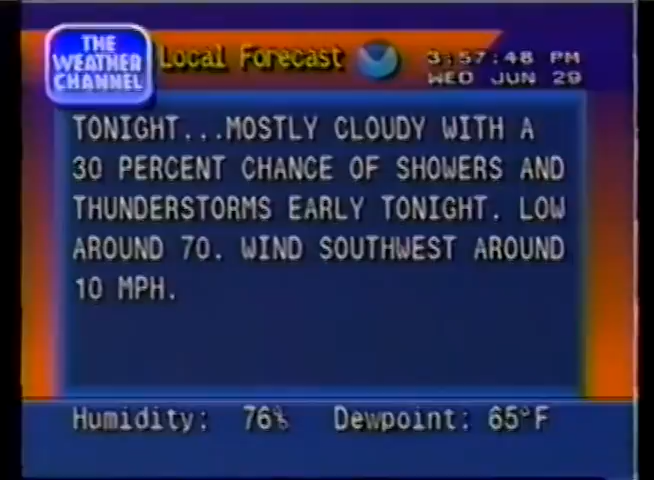 THE
WEATHER
CHANNEL
Local Forecast
3:57:48 PM
WED JUN 29
TONIGHT...MOSTLY CLOUDY WITH A
30 PERCENT CHANCE OF SHOWERS AND
THUNDERSTORMS EARLY TONIGHT. LOW
AROUND 70. WIND SOUTHWEST AROUND
10 MPH.
Humidity: 76% Dewpoint: 65°F